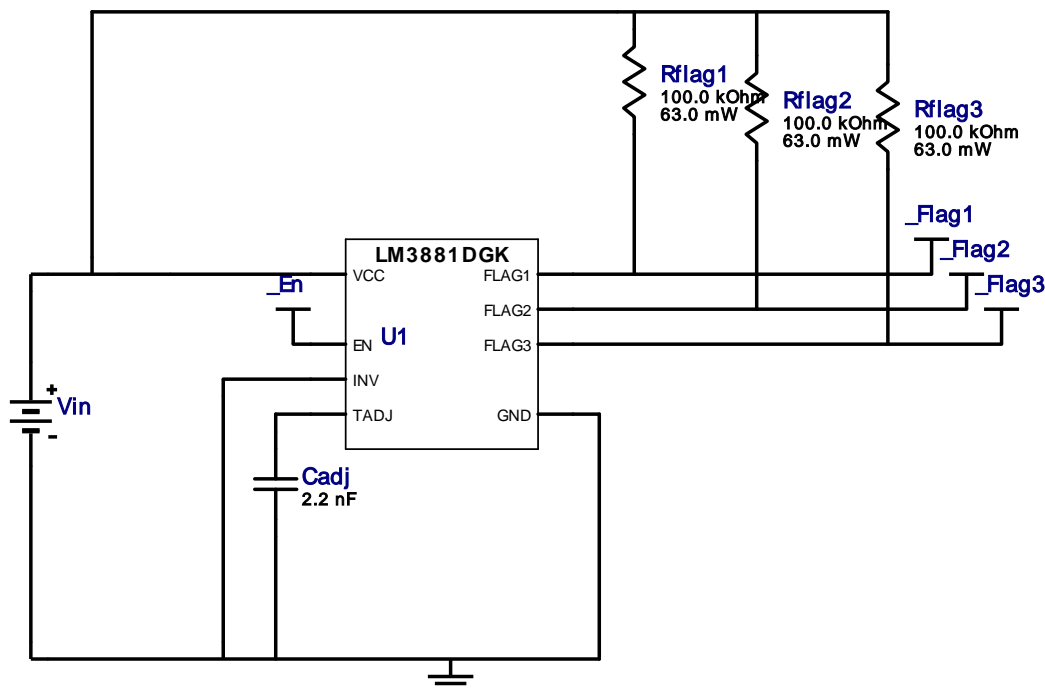 Rflag1
100.0 kOhm
63.0 mW
Rflag2
100.0 kOhm
63.0 mW
Rflag3
100.0 kOhm
63.0 mW
_Flag1
_Flag2
_Flag3
LM3881DGK
VCC
FLAG1
_En
FLAG2
EN
U1
FLAG3
INV
TADJ
GND
+
Vin
-
Cadj
2.2 nF